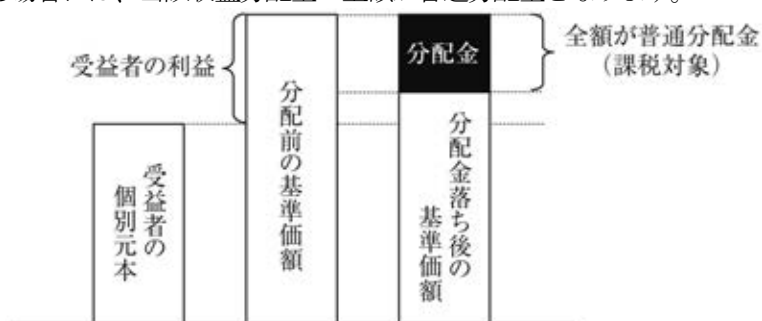 受益者の利益
分配金
全額が普通分配金
(課税対象)
受益者の
個別元本
分配前の基準価額
分配金落ち後の
基準価額